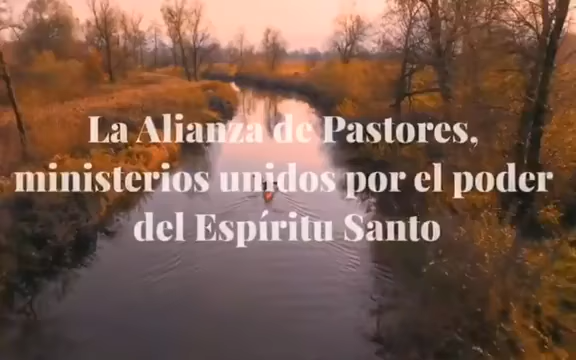 La Alianza de Pastores,
ministerios unidos por el poder
del Espíritu Santo